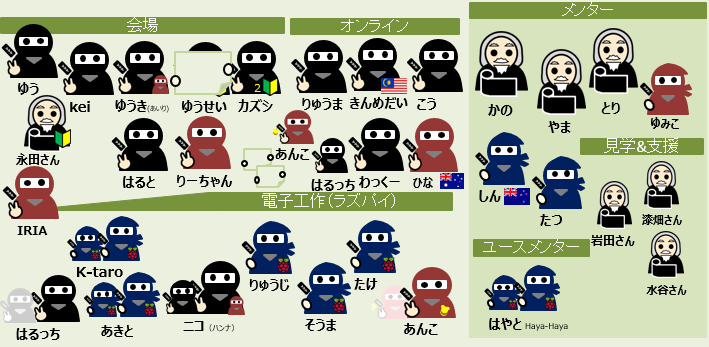 会場
オンライン
メンター
ゆう
kei
ゆうき(あいり)
ゆうせい
2
カズシ
りゅうま
きんめだい
こう
かの
やま
とり
ゆみこ
永田さん
はると
りーちゃん
あんこ
はるっち
わっくー
ひな
見学&支援
しん
たつ
岩田さん
漆畑さん
水谷さん
IRIA
電子工作(ラズパイ)
K-taro
はるっち
あきと
ニコ(ハンナ)
りゅうじ
そうま
たけ
あんこ
ユースメンター
はやと Haya-Haya